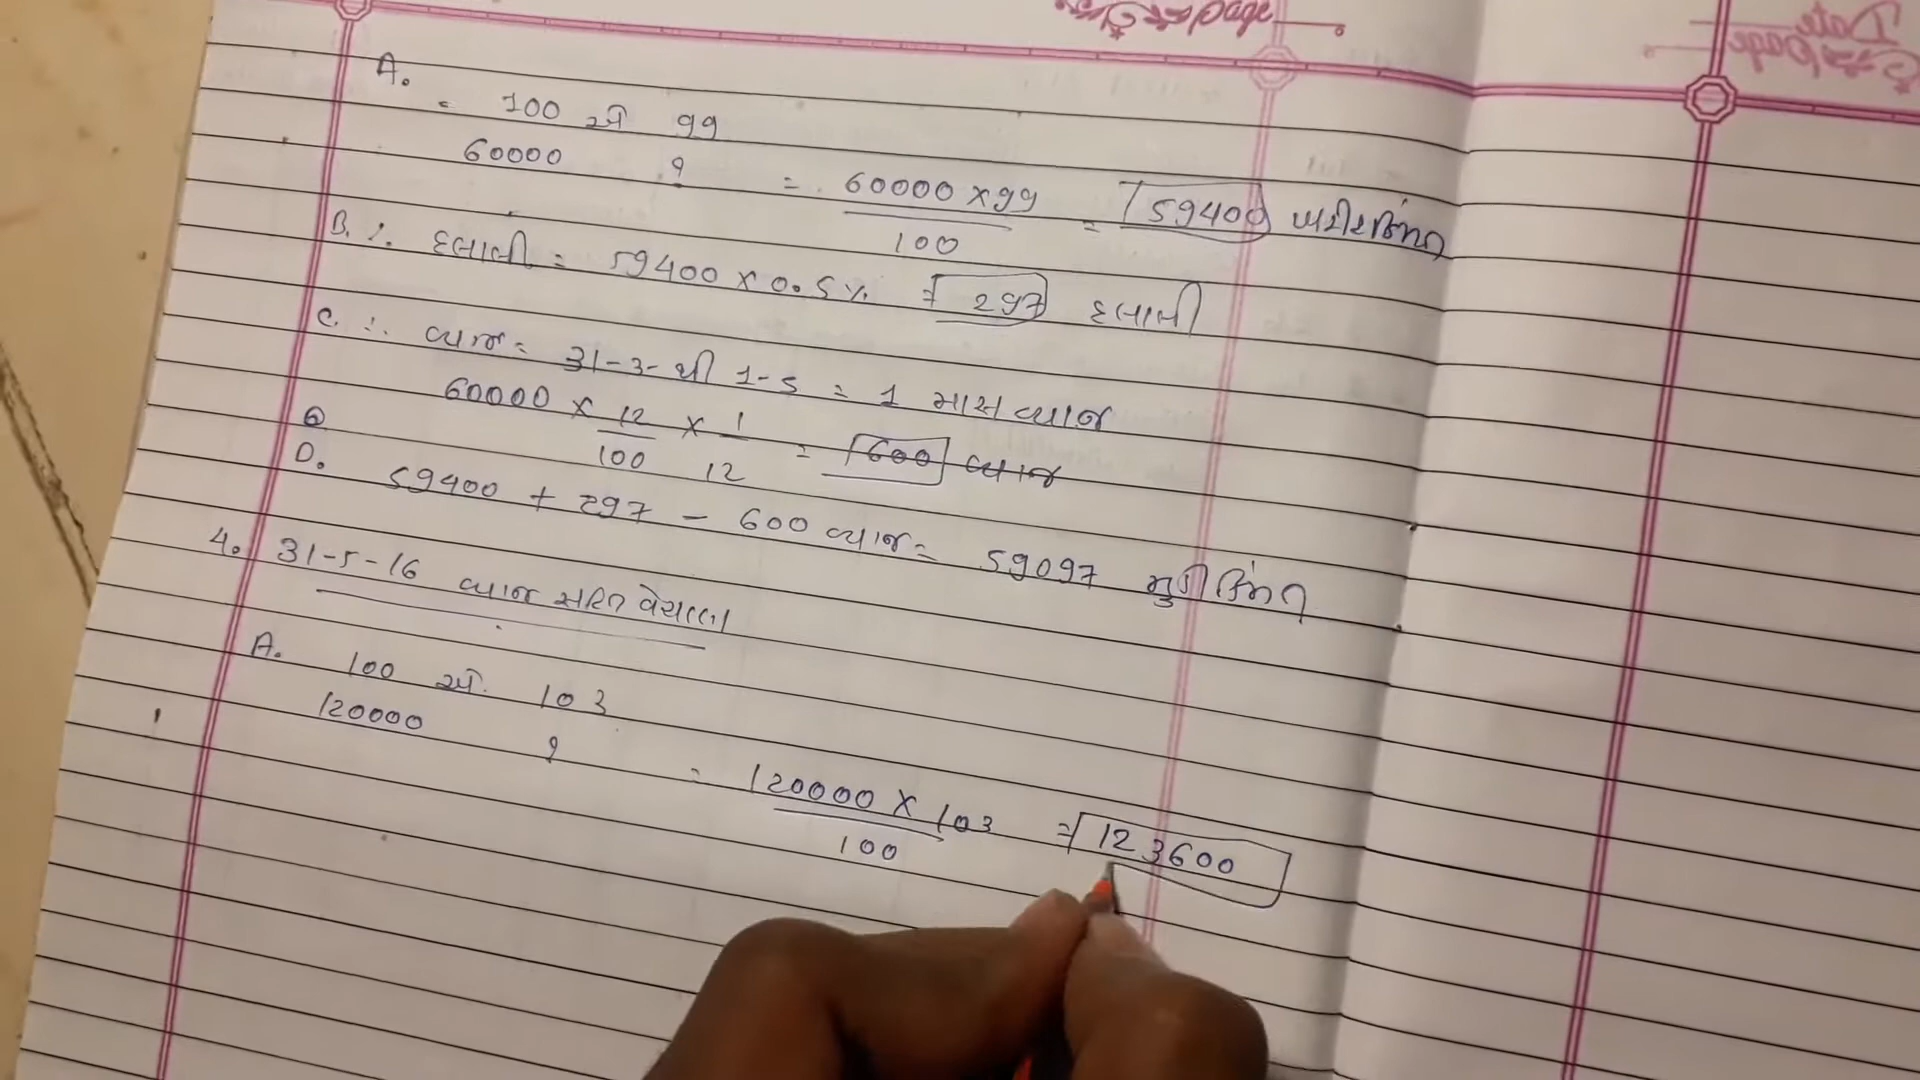 page
Date
page
A.
= 100 એ 99
60000 ?
= 60000 x 99 / 100 = 59400 ખરીદ કિંમત
B. ∴ દલાલી = 59400 x 0.5% = 297 દલાલી
C. ∴ વ્યાજ = 31-3- થી 1-5 = 1 માસ વ્યાજ
60000 x 12/100 x 1/12 = 600 વ્યાજ
D. 59400 + 297 - 600 વ્યાજ = 59097 મુડી કિંમત
4. 31-5-16 વ્યાજ સહિત વેચાણ
A. 100 એ. 103
120000 ?
= 120000 x 103 / 100 = 123600